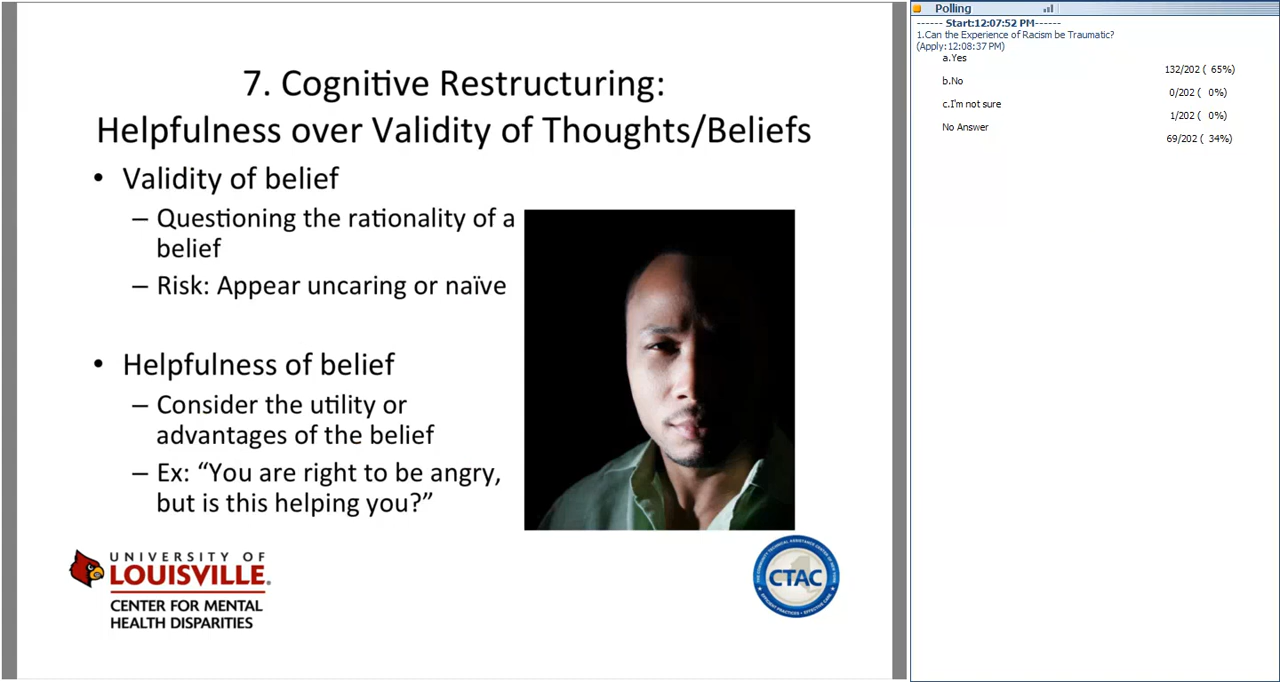 7. Cognitive Restructuring:
Helpfulness over Validity of Thoughts/Beliefs
• Validity of belief
– Questioning the rationality of a
belief
– Risk: Appear uncaring or naïve
• Helpfulness of belief
– Consider the utility or
advantages of the belief
– Ex: “You are right to be angry,
but is this helping you?”
UNIVERSITY OF
LOUISVILLE.
CENTER FOR MENTAL
HEALTH DISPARITIES
CTAC
Polling
------ Start:12:07:52 PM------
1.Can the Experience of Racism be Traumatic?
(Apply:12:08:37 PM)
a.Yes
132/202 ( 65%)
b.No
0/202 ( 0%)
c.I'm not sure
1/202 ( 0%)
No Answer
69/202 ( 34%)